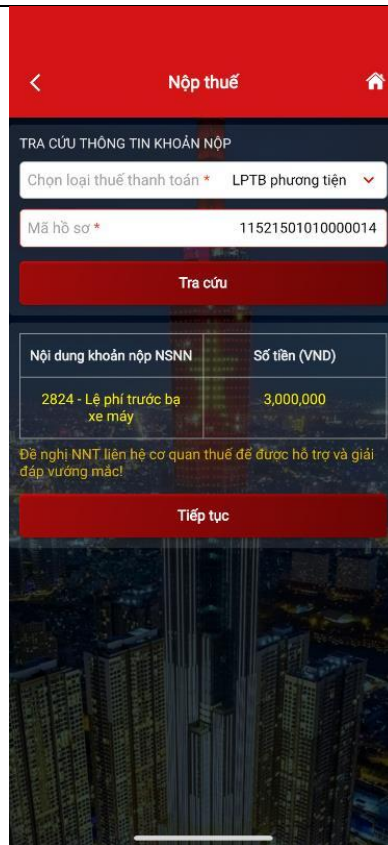 Nộp thuế
TRA CỨU THÔNG TIN KHOẢN NỘP
Chọn loại thuế thanh toán * LPTB phương tiện
Mã hồ sơ * 11521501010000014
Tra cứu
Nội dung khoản nộp NSNN Số tiền (VND)
2824 - Lệ phí trước bạ 3,000,000
xe máy
Đề nghị NNT liên hệ cơ quan thuế để được hỗ trợ và giải
đáp vướng mắc!
Tiếp tục